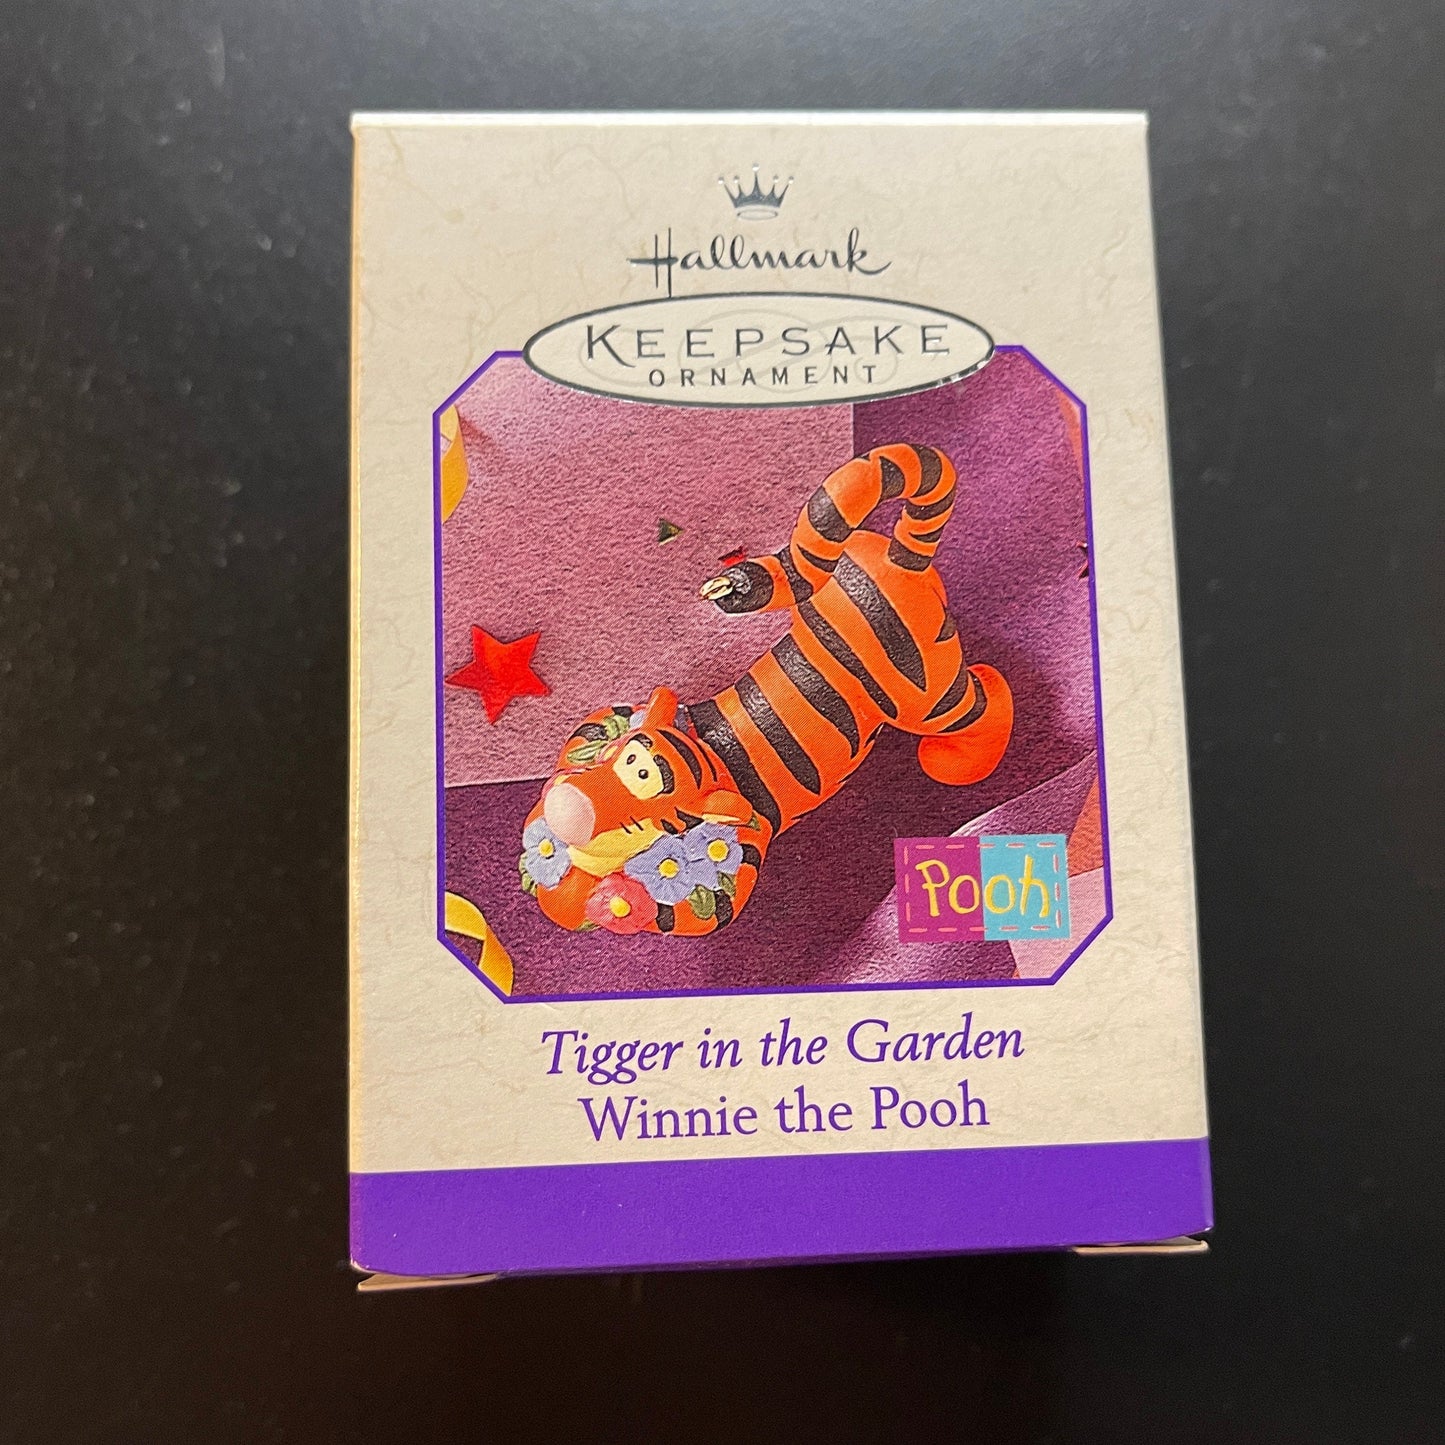 Hallmark
KEEPSAKE
ORNAMENT
Pooh
Tigger in the Garden
Winnie the Pooh